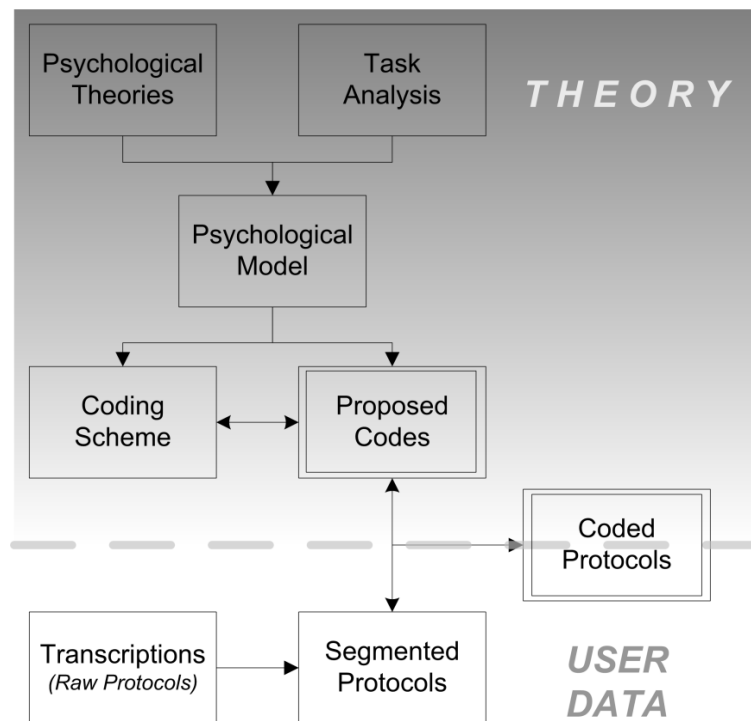 Psychological
Theories
Task
Analysis
T H E O R Y
Psychological
Model
Coding
Scheme
Proposed
Codes
Coded
Protocols
Transcriptions
(Raw Protocols)
Segmented
Protocols
USER
DATA